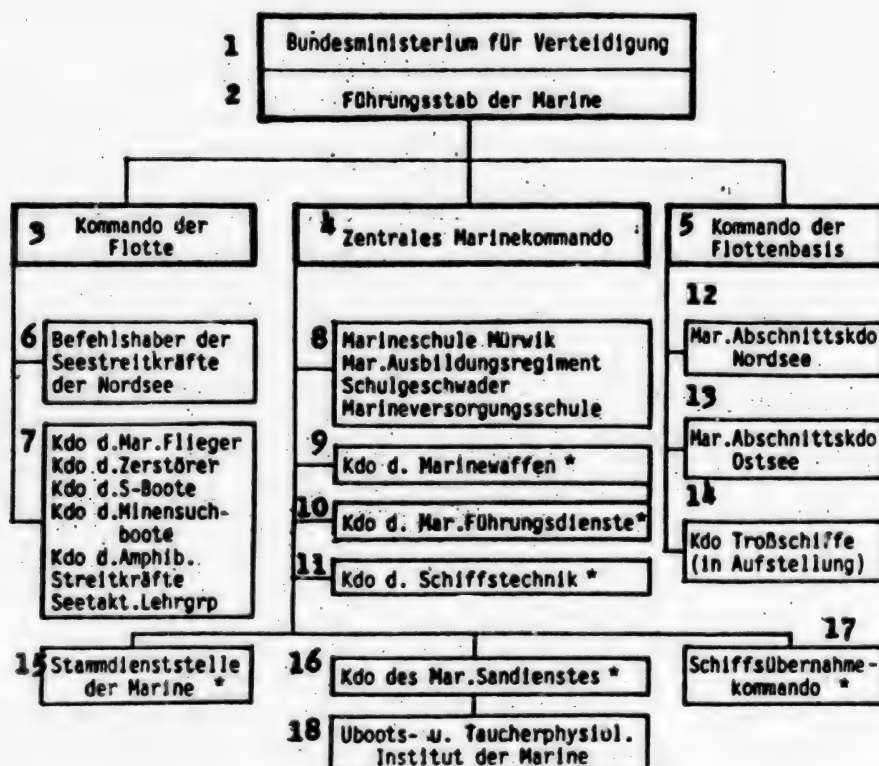 1 Bundesministerium für Verteidigung
2 Führungsstab der Marine
3 Kommando der
Flotte
4 Zentrales Marinekommando
5 Kommando der
Flottenbasis
6 Befehlshaber der
Seestreitkräfte
der Nordsee
7 Kdo d.Mar.Flieger
Kdo d.Zerstörer
Kdo d.S-Boote
Kdo d.Minensuch-
boote
Kdo d.Amphib.
Streitkräfte
Seetakt.Lehrgrp
8 Marineschule Mürwik
Mar.Ausbildungsregiment
Schulgeschwader
Marineversorgungsschule
9
Kdo d. Marinewaffen *
10
Kdo d. Mar.Führungsdienste*
11
Kdo d. Schiffstechnik *
12
Mar.Abschnittskdo
Nordsee
13
Mar.Abschnittskdo
Ostsee
14
Kdo Troßschiffe
(in Aufstellung)
15 Stammdienststelle
der Marine *
16 Kdo des Mar.Sandienstes *
17
Schiffsübernahme-
kommando *
18 Uboots- u. Taucherphysiol.
Institut der Marine